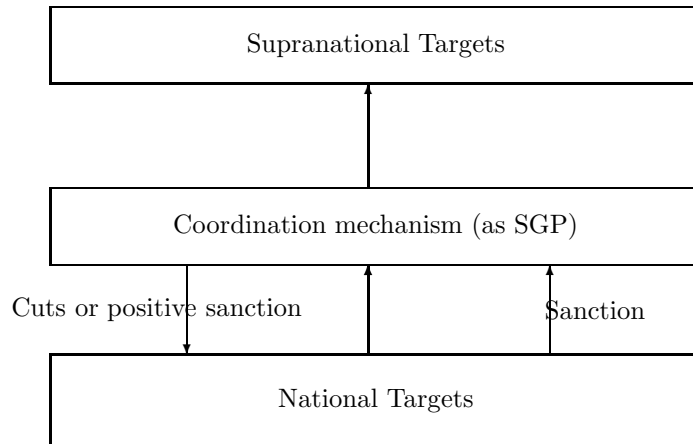 Supranational Targets
Coordination mechanism (as SGP)
Cuts or positive sanction
Sanction
National Targets